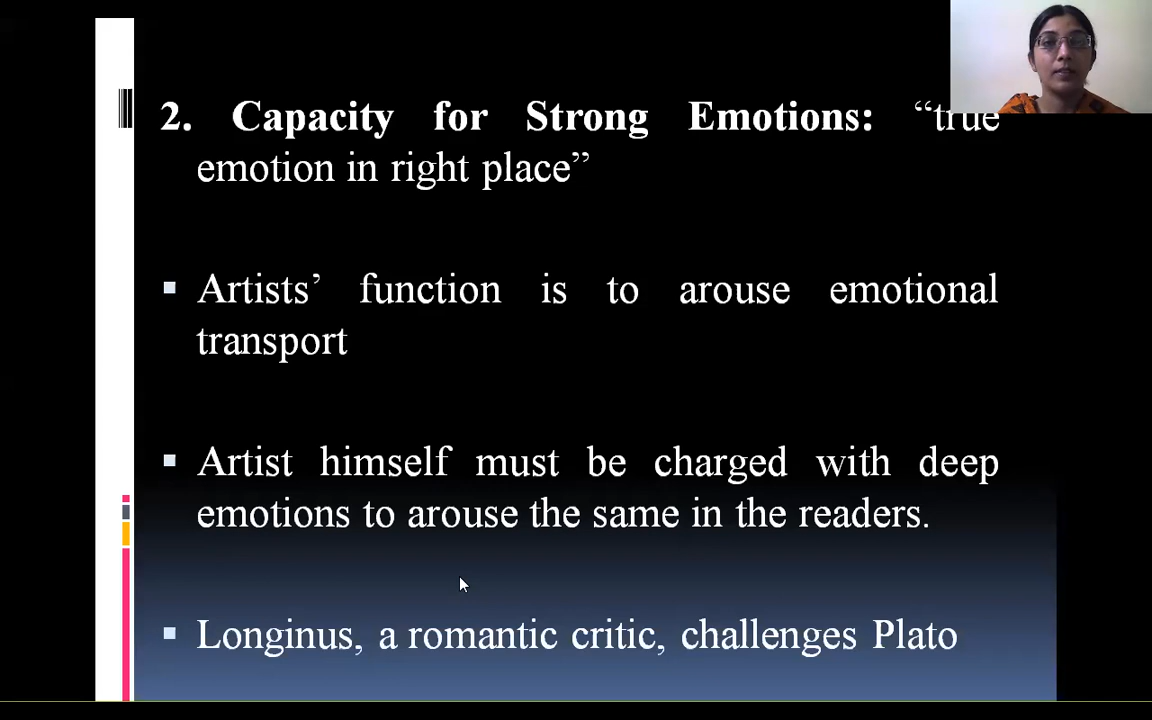 2. Capacity for Strong Emotions: “true
emotion in right place”
Artists’ function is to arouse emotional
transport
Artist himself must be charged with deep
emotions to arouse the same in the readers.
Longinus, a romantic critic, challenges Plato